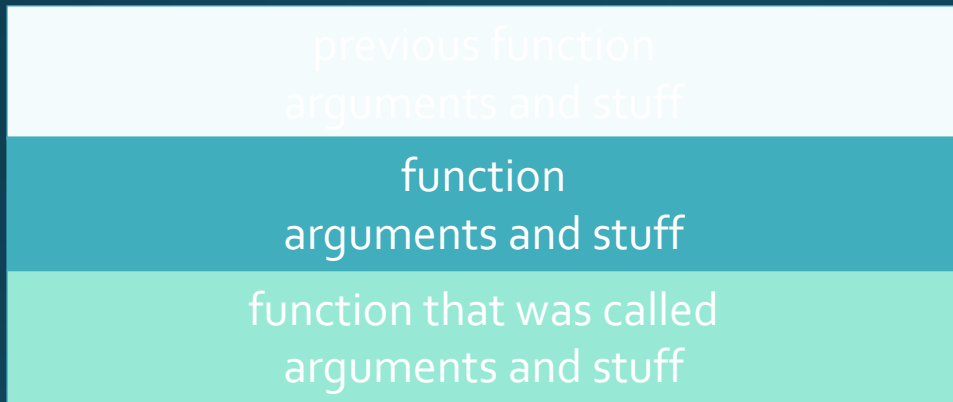 previous function
arguments and stuff
function
arguments and stuff
function that was called
arguments and stuff